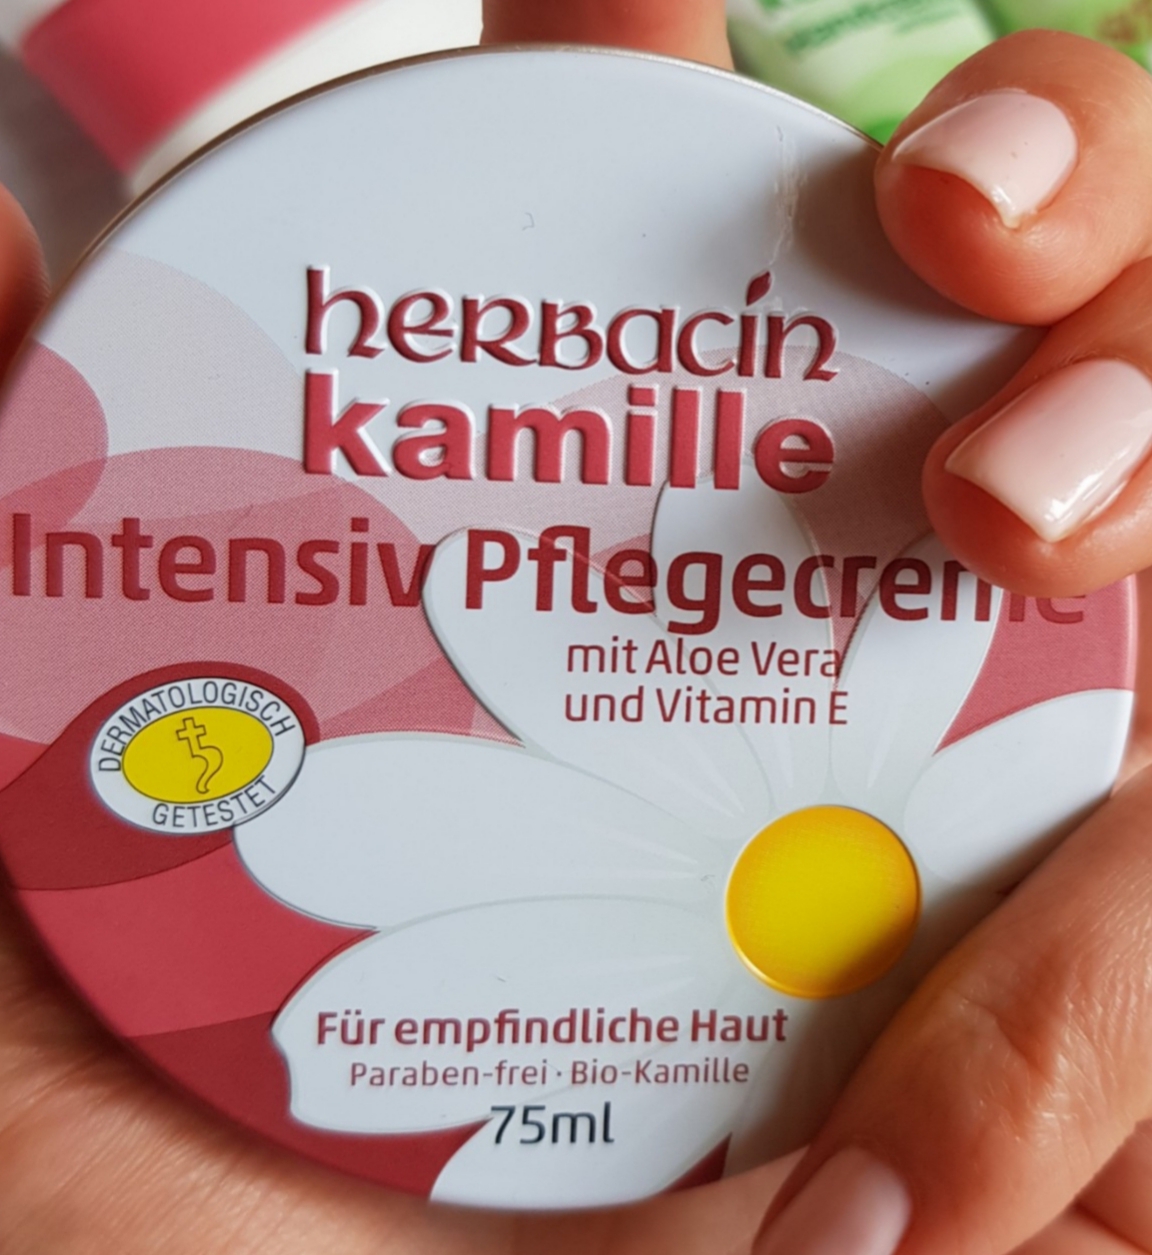 herbacin
kamille
Intensiv Pflegecreme
mit Aloe Vera
und Vitamin E
DERMATOLOGISCH
GETESTET
Für empfindliche Haut
Paraben-frei · Bio-Kamille
75ml